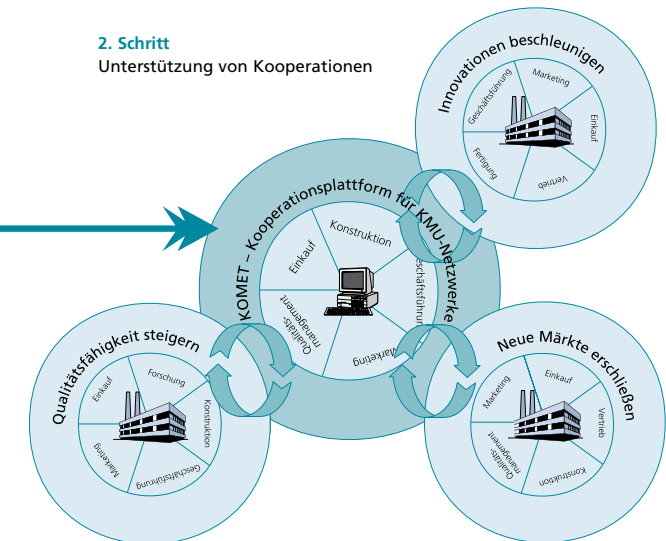 2. Schritt
Unterstützung von Kooperationen
Innovationen beschleunigen
Geschäftsführung
Marketing
Einkauf
Vertrieb
Fertigung
KOMET – Kooperationsplattform für KMU-Netzwerke
Einkauf
Konstruktion
Geschäftsführung
Marketing
Qualitäts-
management
Qualitätsfähigkeit steigern
Einkauf
Forschung
Konstruktion
Geschäftsführung
Marketing
Neue Märkte erschließen
Marketing
Einkauf
Vertrieb
Konstruktion
Qualitäts-
management